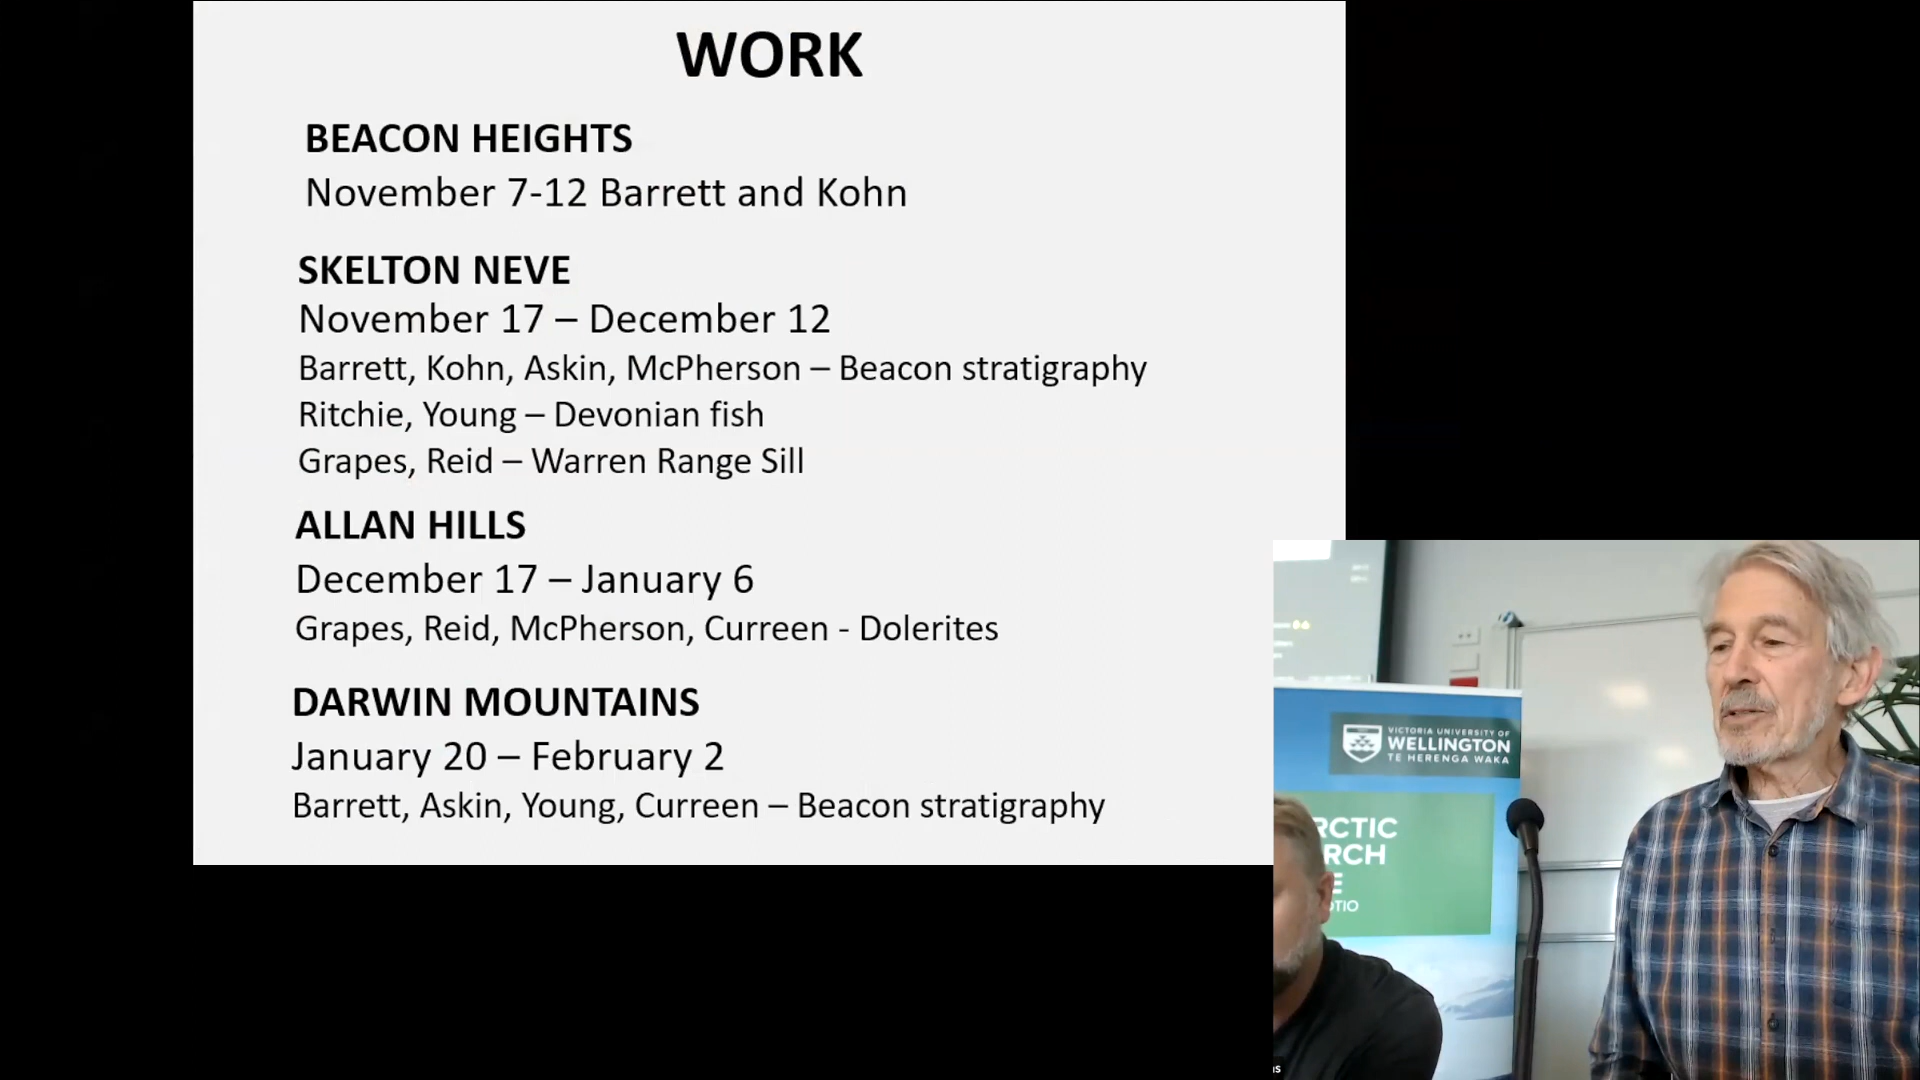 WORK
BEACON HEIGHTS
November 7-12 Barrett and Kohn
SKELTON NEVE
November 17 – December 12
Barrett, Kohn, Askin, McPherson – Beacon stratigraphy
Ritchie, Young – Devonian fish
Grapes, Reid – Warren Range Sill
ALLAN HILLS
December 17 – January 6
Grapes, Reid, McPherson, Curreen - Dolerites
DARWIN MOUNTAINS
January 20 – February 2
Barrett, Askin, Young, Curreen – Beacon stratigraphy
VICTORIA UNIVERSITY OF
WELLINGTON
TE HERENGA WAKA
RCTIC
RCH
E
OTIO